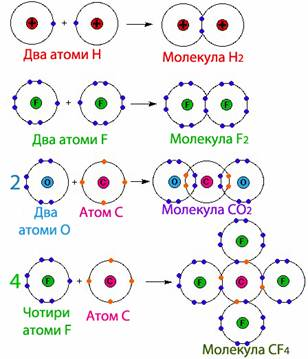 +
Два атоми H
Молекула H2
F + F
F F
Два атоми F
Молекула F2
2 O + C
O C O
Два
атоми O
Атом C
Молекула CO2
F
4 F + C
F C F
F
Чотири
атоми F
Атом C
Молекула CF4